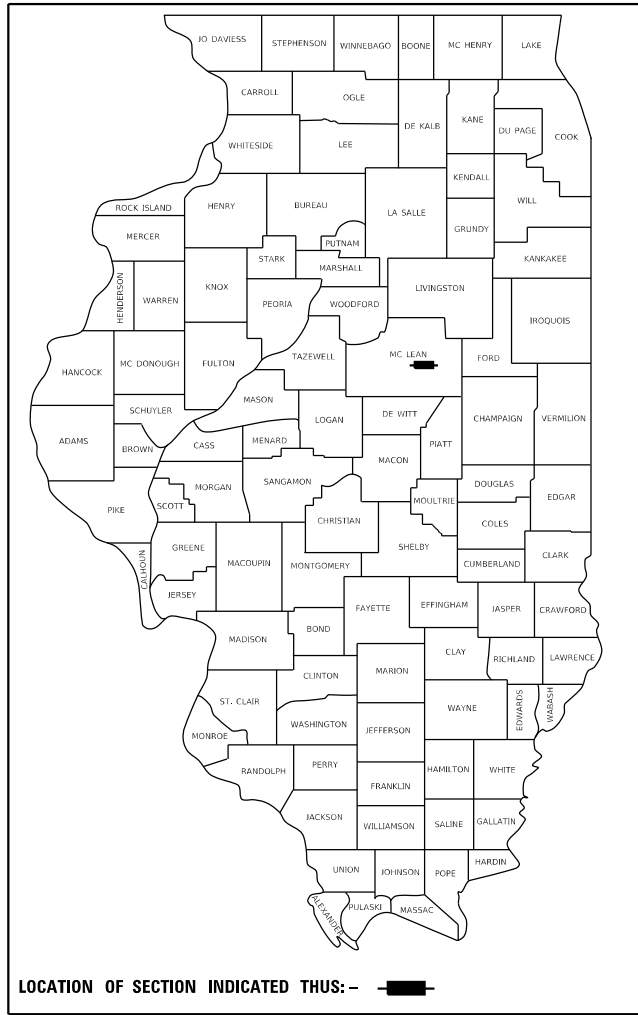 JO DAVIESS
STEPHENSON
WINNEBAGO
BOONE
MC HENRY
LAKE
CARROLL
OGLE
DE KALB
KANE
DU PAGE
COOK
WHITESIDE
LEE
KENDALL
WILL
ROCK ISLAND
HENRY
BUREAU
LA SALLE
GRUNDY
MERCER
PUTNAM
STARK
MARSHALL
KANKAKEE
HENDERSON
WARREN
KNOX
PEORIA
WOODFORD
LIVINGSTON
IROQUOIS
HANCOCK
MC DONOUGH
FULTON
TAZEWELL
MC LEAN
FORD
SCHUYLER
MASON
LOGAN
DE WITT
CHAMPAIGN
VERMILION
ADAMS
BROWN
CASS
MENARD
MACON
PIATT
PIKE
SCOTT
MORGAN
SANGAMON
CHRISTIAN
MOULTRIE
DOUGLAS
EDGAR
COLES
CALHOUN
GREENE
MACOUPIN
MONTGOMERY
SHELBY
CUMBERLAND
CLARK
JERSEY
FAYETTE
EFFINGHAM
JASPER
CRAWFORD
MADISON
BOND
CLAY
RICHLAND
LAWRENCE
CLINTON
MARION
ST. CLAIR
WASHINGTON
JEFFERSON
WAYNE
EDWARDS
WABASH
MONROE
RANDOLPH
PERRY
FRANKLIN
HAMILTON
WHITE
JACKSON
WILLIAMSON
SALINE
GALLATIN
UNION
JOHNSON
POPE
HARDIN
ALEXANDER
PULASKI
MASSAC
LOCATION OF SECTION INDICATED THUS: –